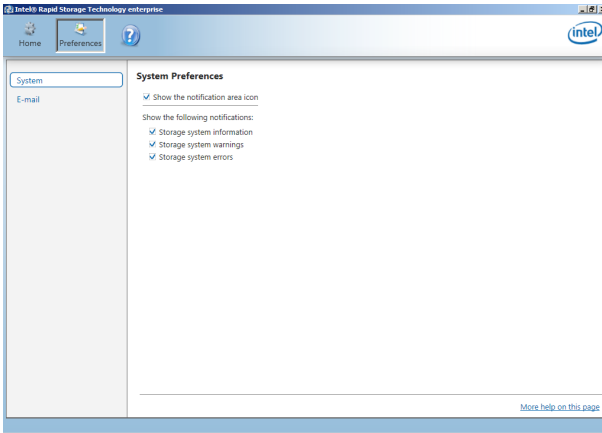 Intel® Rapid Storage Technology enterprise
Home
Preferences
?
intel
System
E-mail
System Preferences
Show the notification area icon
Show the following notifications:
Storage system information
Storage system warnings
Storage system errors
More help on this page